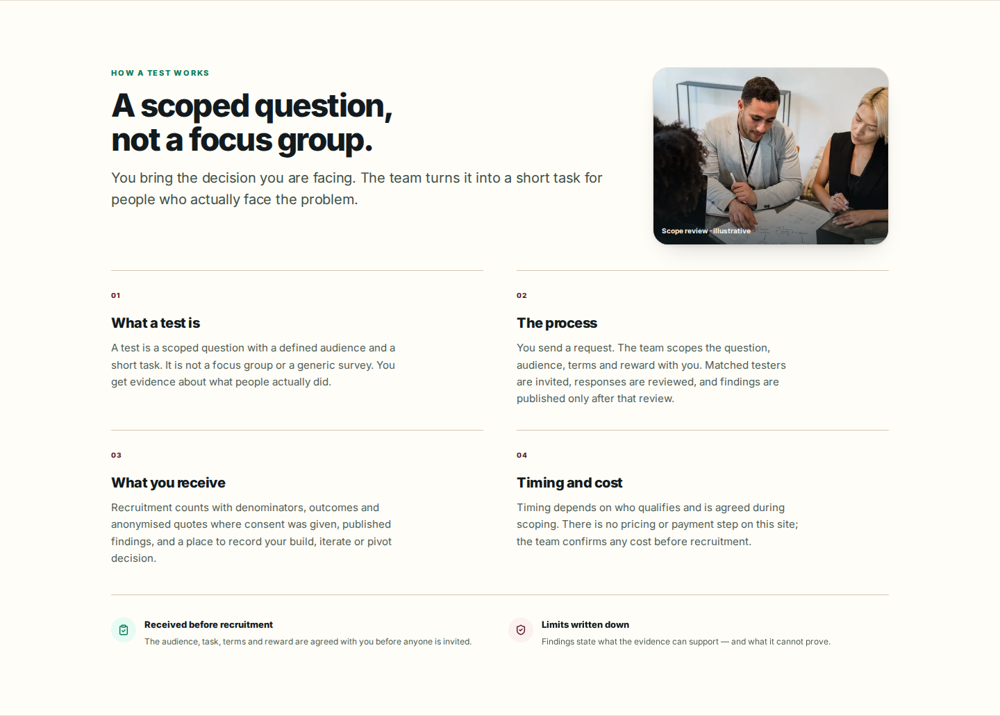 HOW A TEST WORKS
A scoped question,
not a focus group.
You bring the decision you are facing. The team turns it into a short task for
people who actually face the problem.
Scope review · Illustrative
01
What a test is
A test is a scoped question with a defined audience and a
short task. It is not a focus group or a generic survey. You
get evidence about what people actually did.
02
The process
You send a request. The team scopes the question,
audience, terms and reward with you. Matched testers
are invited, responses are reviewed, and findings are
published only after that review.
03
What you receive
Recruitment counts with denominators, outcomes and
anonymised quotes where consent was given, published
findings, and a place to record your build, iterate or pivot
decision.
04
Timing and cost
Timing depends on who qualifies and is agreed during
scoping. There is no pricing or payment step on this site;
the team confirms any cost before recruitment.
Received before recruitment
The audience, task, terms and reward are agreed with you before anyone is invited.
Limits written down
Findings state what the evidence can support — and what it cannot prove.